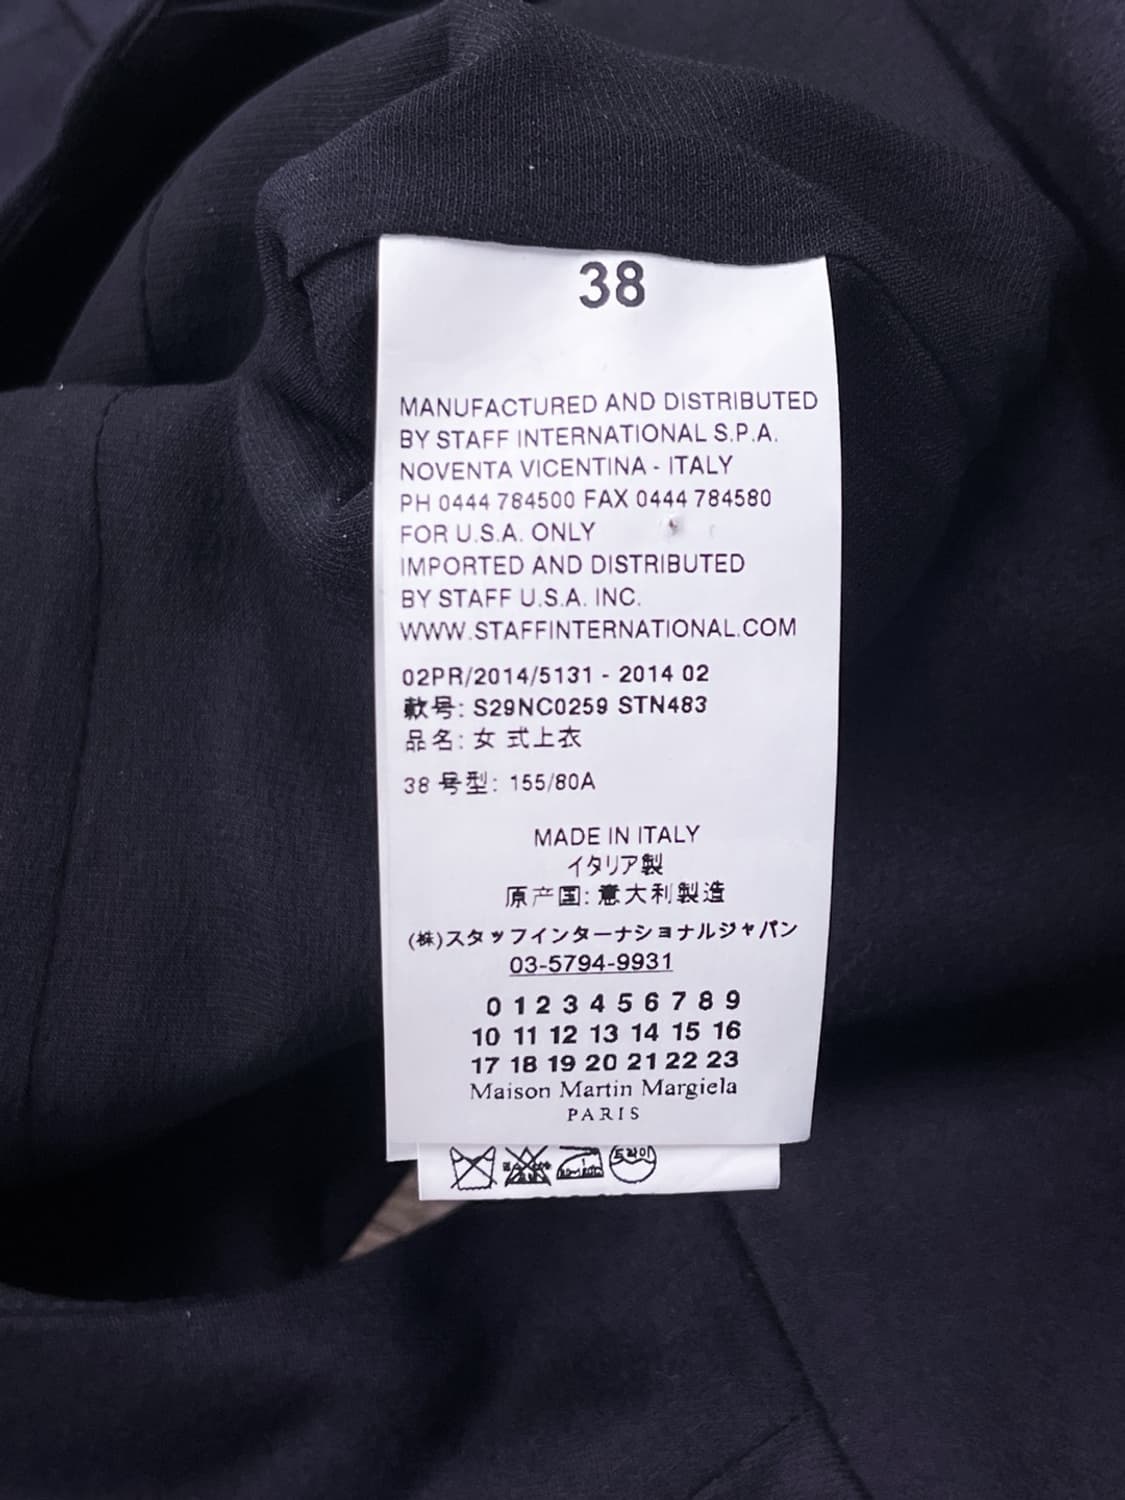 38
MANUFACTURED AND DISTRIBUTED
BY STAFF INTERNATIONAL S.P.A.
NOVENTA VICENTINA - ITALY
PH 0444 784500 FAX 0444 784580
FOR U.S.A. ONLY
IMPORTED AND DISTRIBUTED
BY STAFF U.S.A. INC.
WWW.STAFFINTERNATIONAL.COM
02PR/2014/5131 - 2014 02
款号: S29NC0259 STN483
品名: 女 式上衣
38 号型: 155/80A
MADE IN ITALY
イタリア製
原产国: 意大利製造
(株)スタッフインターナショナルジャパン
03-5794-9931
0 1 2 3 4 5 6 7 8 9
10 11 12 13 14 15 16
17 18 19 20 21 22 23
Maison Martin Margiela
PARIS
드라이